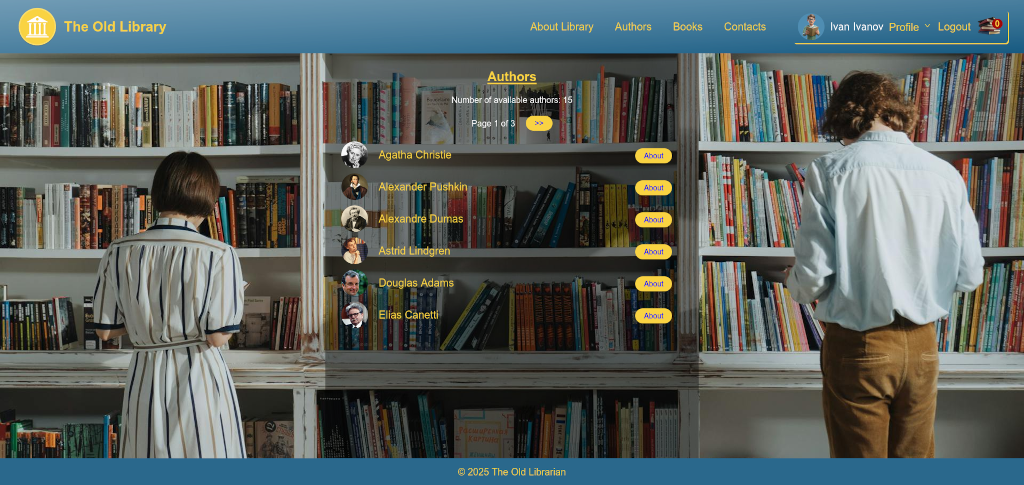 The Old Library
About Library Authors Books Contacts
Ivan Ivanov Profile Logout 0
Authors
Number of available authors: 15
Page 1 of 3 >>
Agatha Christie About
Alexander Pushkin About
Alexandre Dumas About
Astrid Lindgren About
Douglas Adams About
Elias Canetti About
© 2025 The Old Librarian